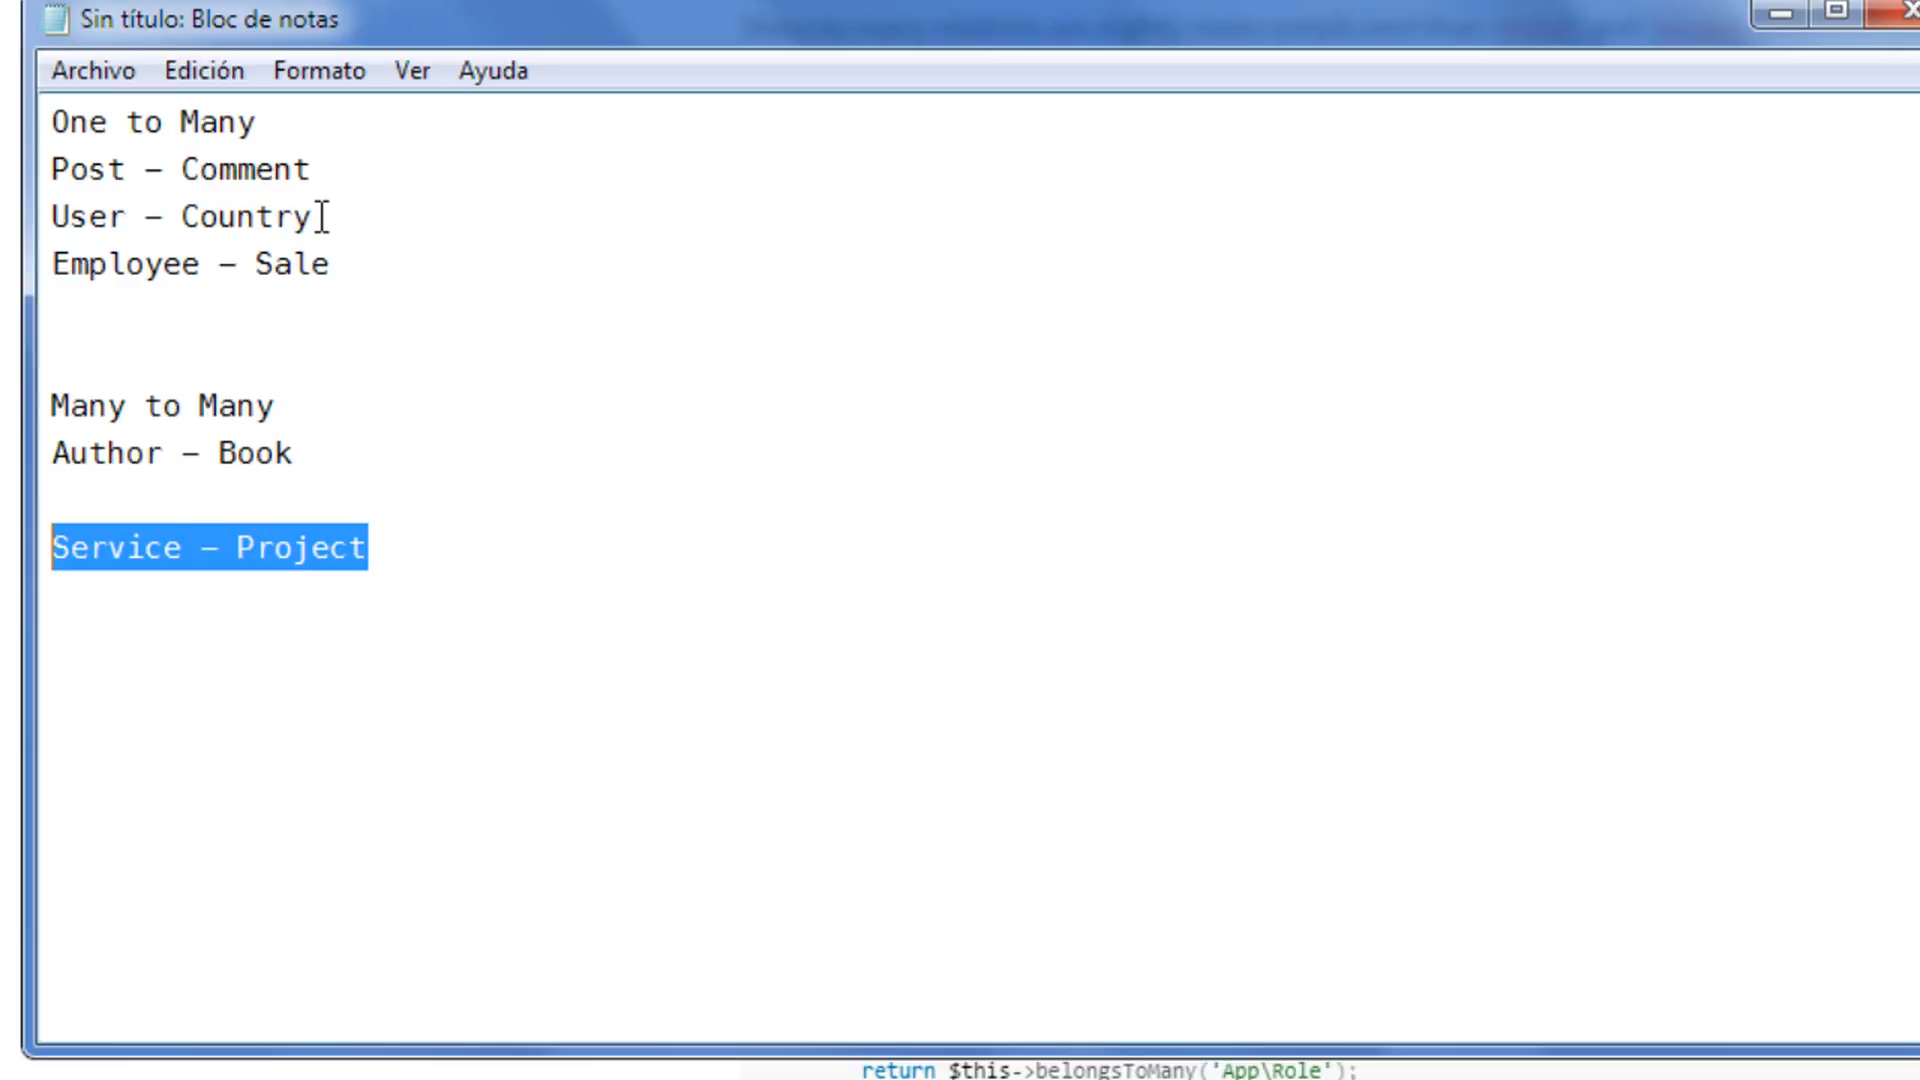 Sin título: Bloc de notas
Archivo Edición Formato Ver Ayuda
One to Many
Post - Comment
User - Country
Employee - Sale
Many to Many
Author - Book
Service - Project
return $this->belongsToMany('App\Role');